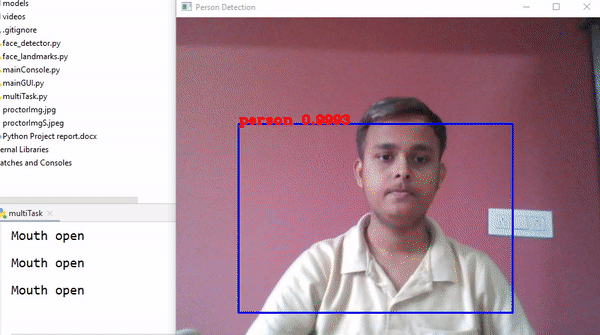 models
videos
.gitignore
face_detector.py
face_landmarks.py
mainConsole.py
mainGUI.py
multiTask.py
proctorImg.jpg
proctorImgS.jpeg
Python Project report.docx
ernal Libraries
atches and Consoles
multiTask
Mouth open
Mouth open
Mouth open
Person Detection
person 0.9993